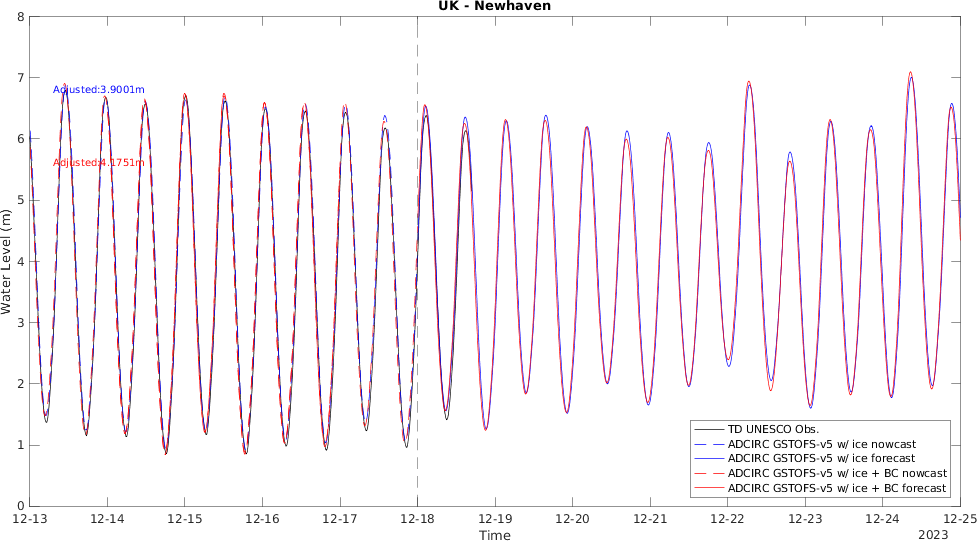 UK - Newhaven
8
7
6
5
4
3
2
1
0
Water Level (m)
Adjusted:3.9001m
Adjusted:4.1751m
TD UNESCO Obs.
ADCIRC GSTOFS-v5 w/ ice nowcast
ADCIRC GSTOFS-v5 w/ ice forecast
ADCIRC GSTOFS-v5 w/ ice + BC nowcast
ADCIRC GSTOFS-v5 w/ ice + BC forecast
12-13 12-14 12-15 12-16 12-17 12-18 12-19 12-20 12-21 12-22 12-23 12-24 12-25
Time
2023